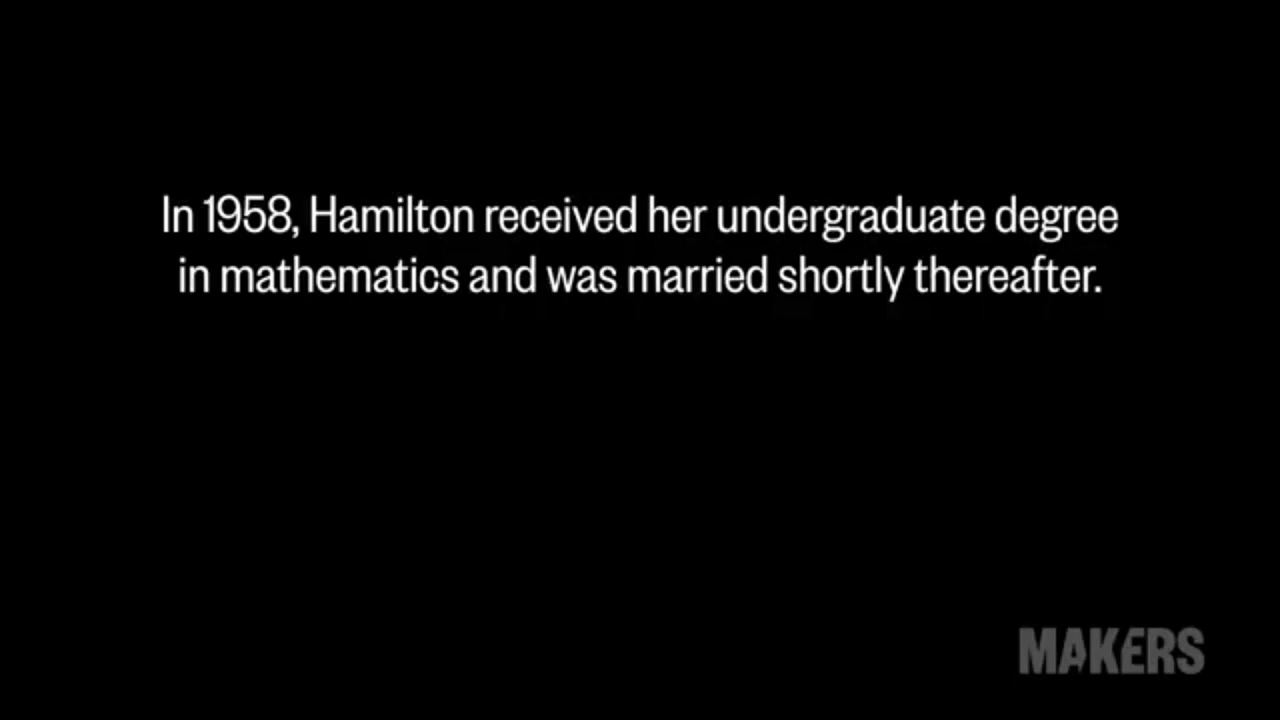 In 1958, Hamilton received her undergraduate degree
in mathematics and was married shortly thereafter.
MAKERS